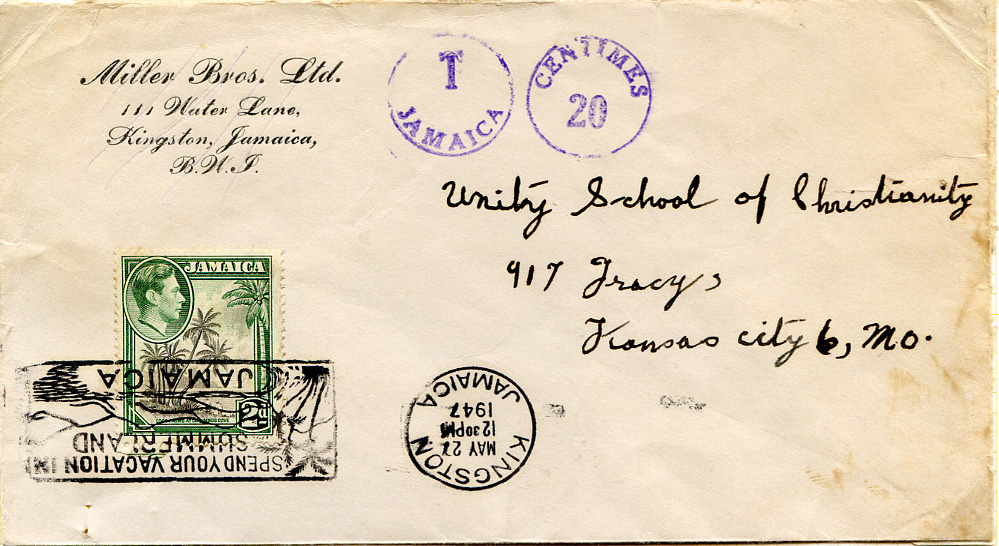 Miller Bros. Ltd.
111 Water Lane,
Kingston, Jamaica,
B.W.I.
T
JAMAICA
CENTIMES
20
Unity School of Christianity
917 Tracy,
Kansas city 6, Mo.
JAMAICA
SPEND YOUR VACATION IN
SUMMERLAND
JAMAICA
KINGSTON
MAY 27
12 30PM
1947
JAMAICA